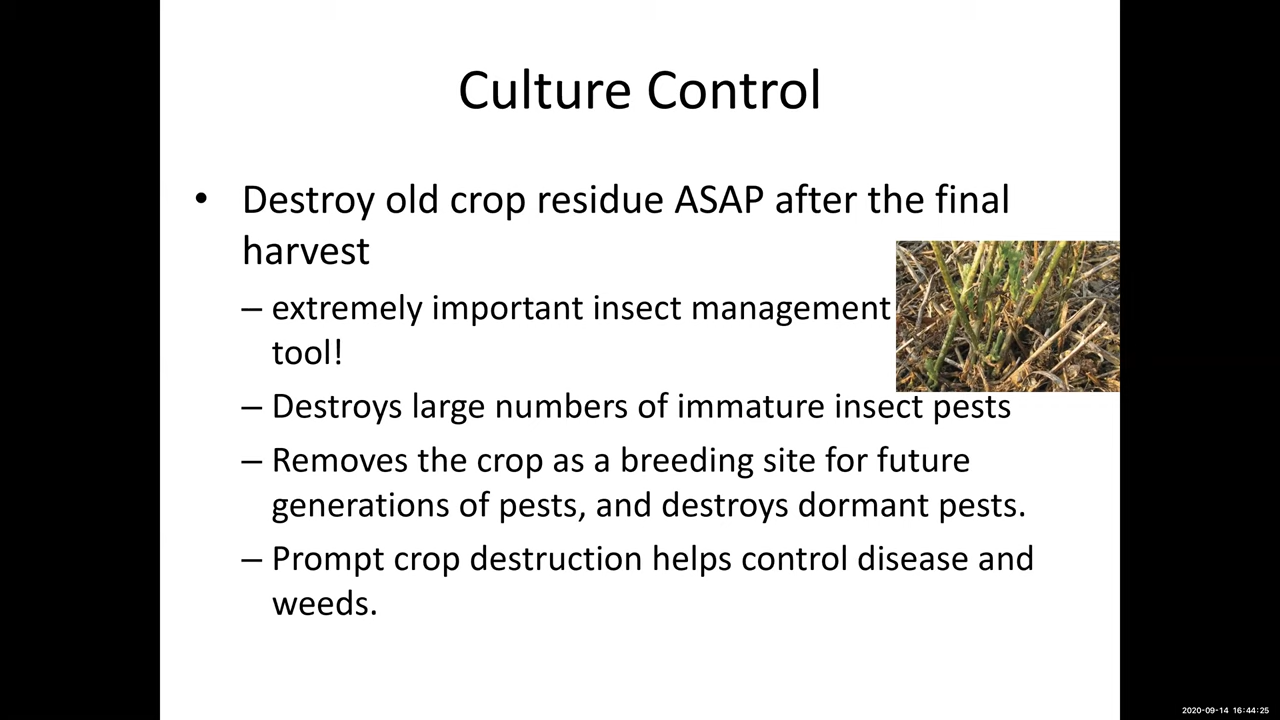 Culture Control
• Destroy old crop residue ASAP after the final
harvest
– extremely important insect management
tool!
– Destroys large numbers of immature insect pests
– Removes the crop as a breeding site for future
generations of pests, and destroys dormant pests.
– Prompt crop destruction helps control disease and
weeds.
2020-09-14 16:44:25